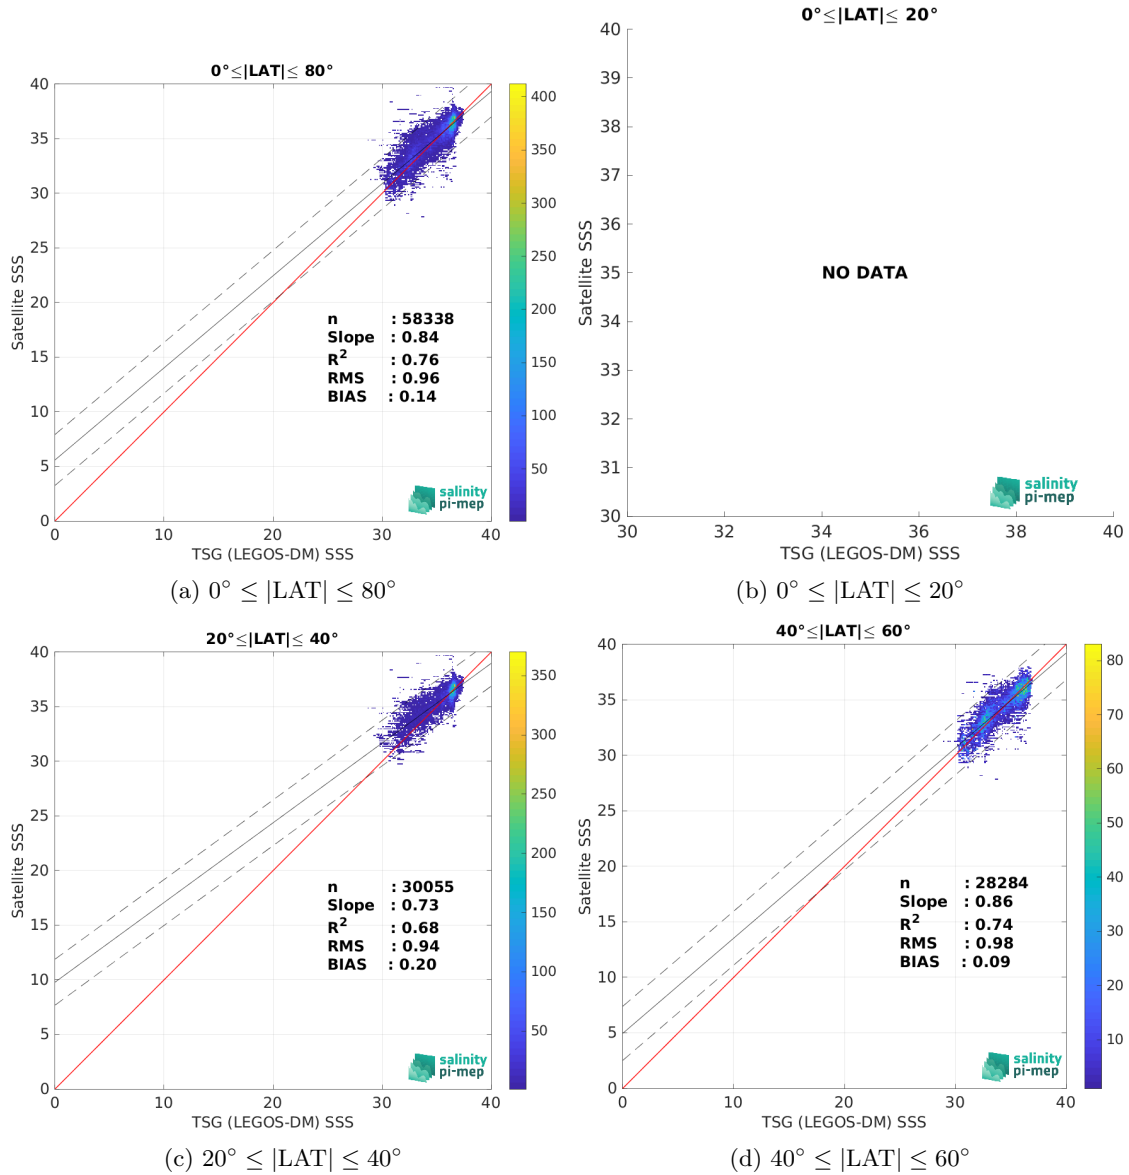 0°≤|LAT|≤ 80°
40
35
30
25
20
15
10
5
0
Satellite SSS
0
10
20
30
40
TSG (LEGOS-DM) SSS
400
350
300
250
200
150
100
50
n : 58338
Slope : 0.84
R² : 0.76
RMS : 0.96
BIAS : 0.14
salinity
pi-mep
(a) 0° ≤ |LAT| ≤ 80°
0°≤|LAT|≤ 20°
40
39
38
37
36
35
34
33
32
31
30
Satellite SSS
NO DATA
30
32
34
36
38
40
TSG (LEGOS-DM) SSS
salinity
pi-mep
(b) 0° ≤ |LAT| ≤ 20°
20°≤|LAT|≤ 40°
40
35
30
25
20
15
10
5
0
Satellite SSS
0
10
20
30
40
TSG (LEGOS-DM) SSS
350
300
250
200
150
100
50
n : 30055
Slope : 0.73
R² : 0.68
RMS : 0.94
BIAS : 0.20
salinity
pi-mep
(c) 20° ≤ |LAT| ≤ 40°
40°≤|LAT|≤ 60°
40
35
30
25
20
15
10
5
0
Satellite SSS
0
10
20
30
40
TSG (LEGOS-DM) SSS
80
70
60
50
40
30
20
10
n : 28284
Slope : 0.86
R² : 0.74
RMS : 0.98
BIAS : 0.09
salinity
pi-mep
(d) 40° ≤ |LAT| ≤ 60°